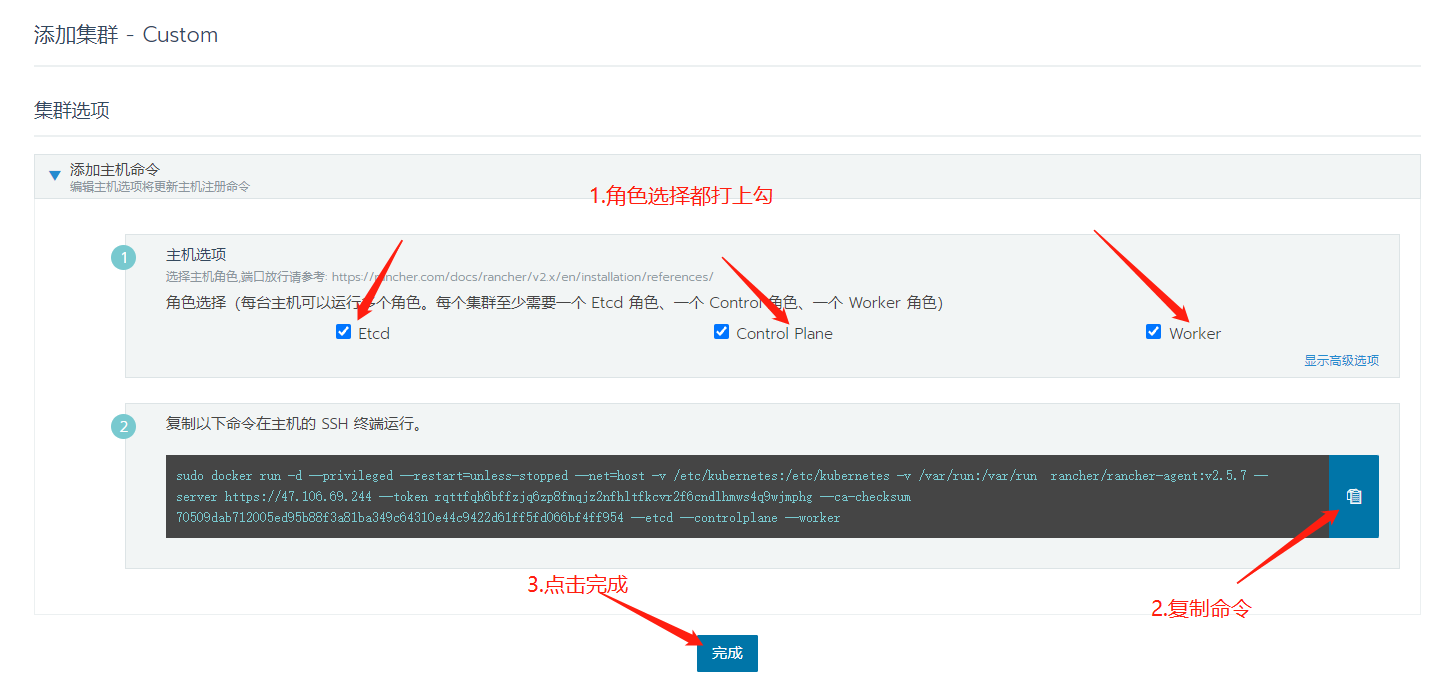 添加集群 - Custom
集群选项
添加主机命令
编辑主机选项将更新主机注册命令
1.角色选择都打上勾
1
主机选项
选择主机角色,端口放行请参考: https://rancher.com/docs/rancher/v2.x/en/installation/references/
角色选择（每台主机可以运行多个角色。每个集群至少需要一个 Etcd 角色、一个 Control 角色、一个 Worker 角色）
Etcd
Control Plane
Worker
显示高级选项
2
复制以下命令在主机的 SSH 终端运行。
sudo docker run -d --privileged --restart=unless-stopped --net=host -v /etc/kubernetes:/etc/kubernetes -v /var/run:/var/run  rancher/rancher-agent:v2.5.7 --
server https://47.106.69.244 --token rqttfqh6bffzjq6zp8fmqjz2nfhltfkcvr2f6cndlhmws4q9wjmphg --ca-checksum
70509dab712005ed95b88f3a81ba349c64310e44c9422d61ff5fd066bf4ff954 --etcd --controlplane --worker
3.点击完成
2.复制命令
完成